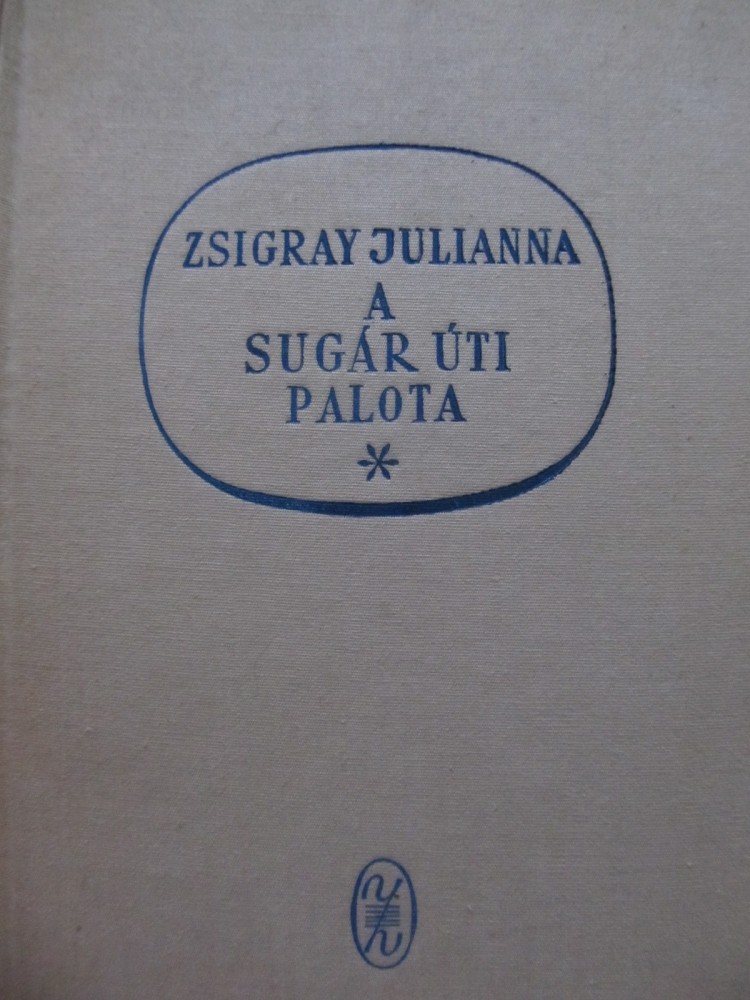 ZSIGRAY JULIANNA
A
SUGÁR ÚTI
PALOTA
*